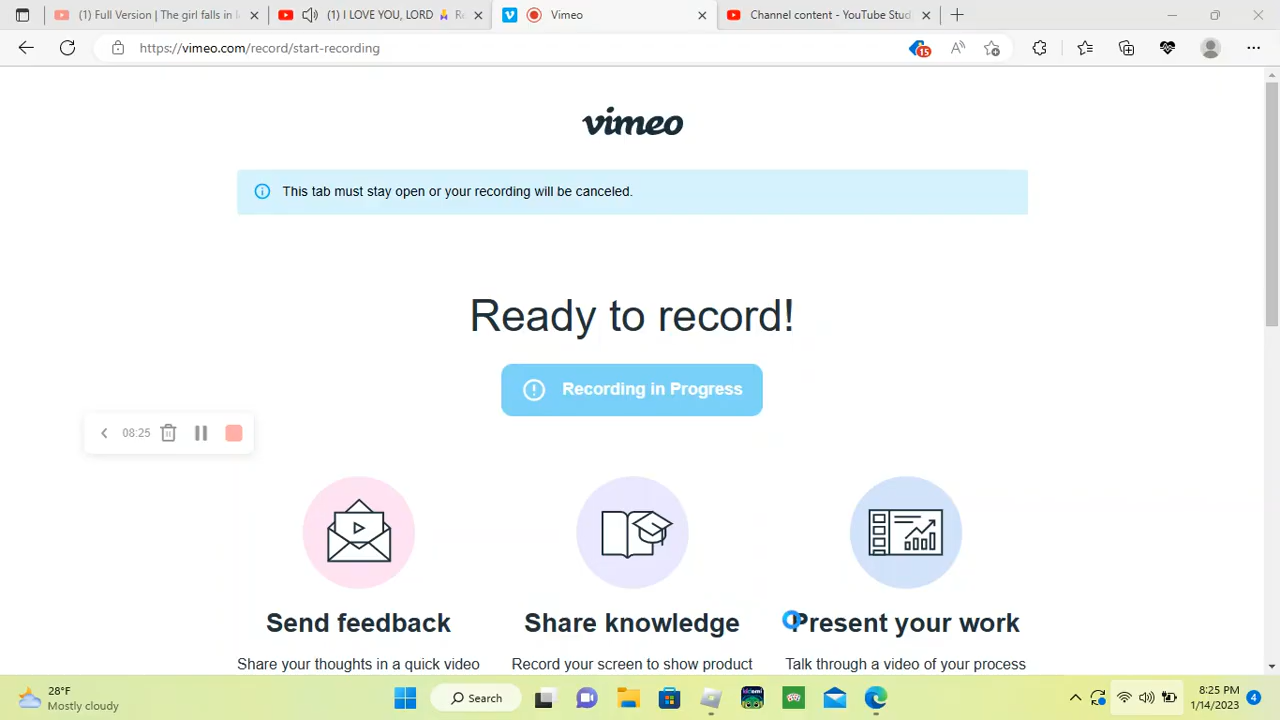 (1) Full Version | The girl falls in l
(1) I LOVE YOU, LORD 🙏 Re
Vimeo
Channel content - YouTube Stud
https://vimeo.com/record/start-recording
15
vimeo
This tab must stay open or your recording will be canceled.
Ready to record!
Recording in Progress
08:25
Send feedback
Share knowledge
Present your work
Share your thoughts in a quick video
Record your screen to show product
Talk through a video of your process
28°F
Mostly cloudy
Search
kidomi
8:25 PM
1/14/2023
4